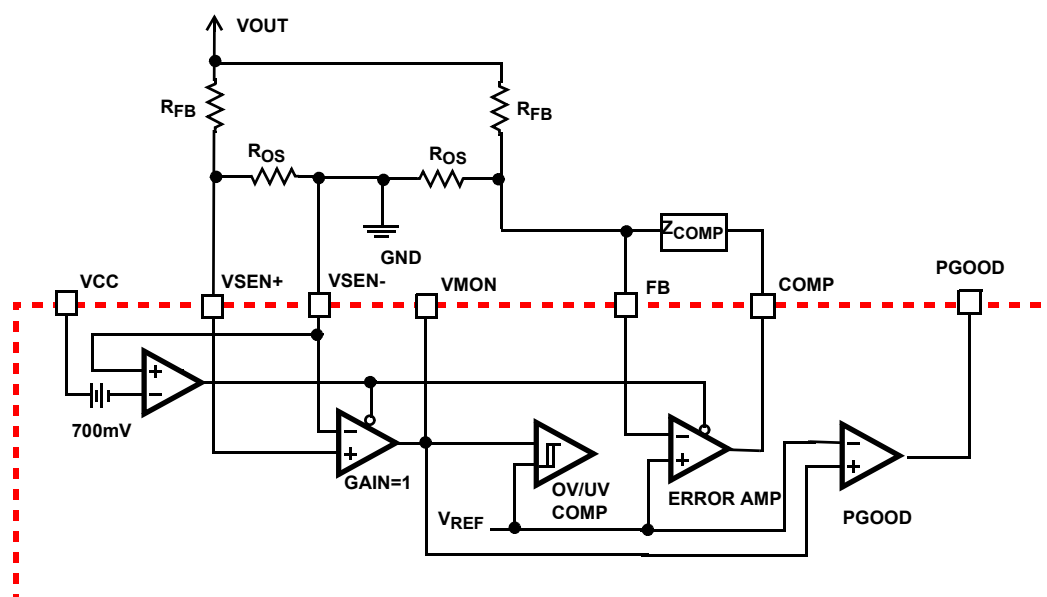 VOUT
RFB
RFB
ROS
ROS
ZCOMP
GND
VCC
VSEN+
VSEN-
VMON
FB
COMP
PGOOD
+
−
700mV
−
+
GAIN=1
OV/UV
COMP
−
+
ERROR AMP
−
+
PGOOD
VREF